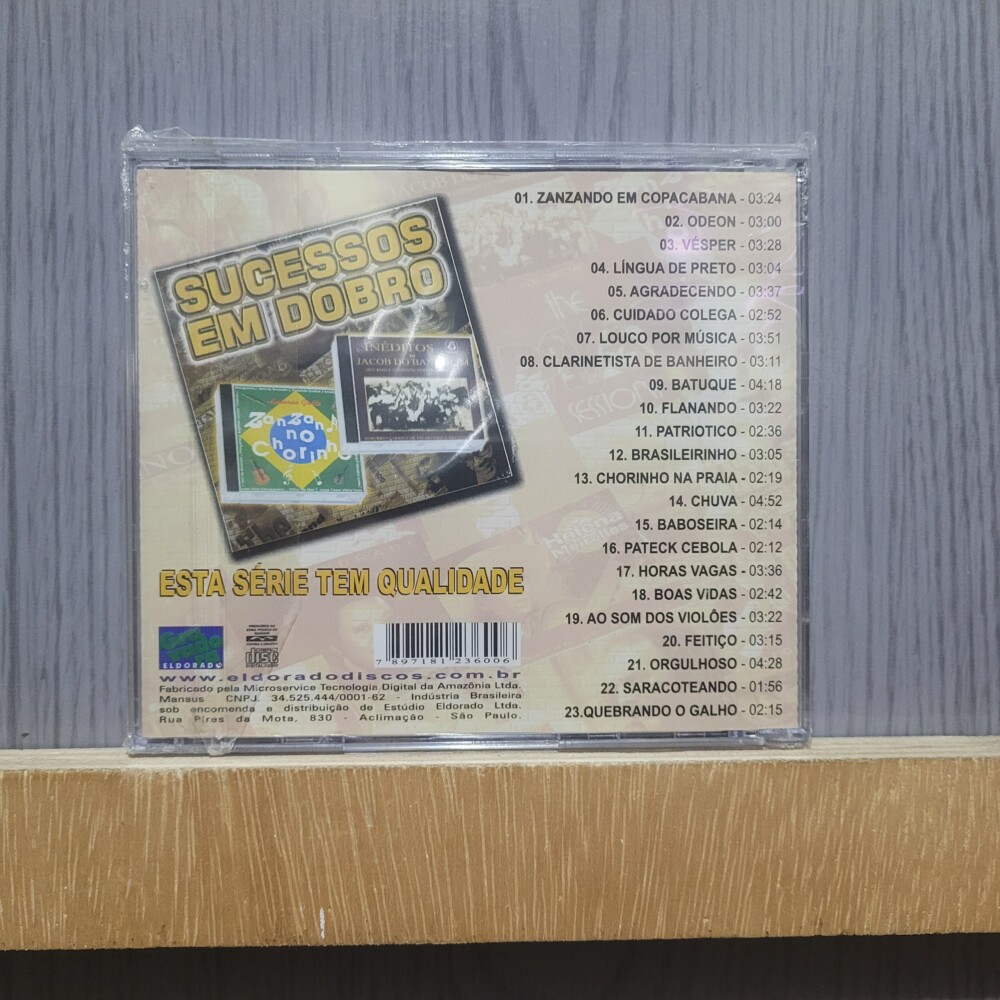 SUCESSOS
EM DOBRO
INÉDITOS
JACOB DO BANDOLIM
ZanZando
no
Chorinho
ESTA SÉRIE TEM QUALIDADE
ELDORADO
disc
7 897181 236006
www.eldoradodiscos.com.br
Fabricado pela Microservice Tecnologia Digital da Amazônia Ltda.
Manaus CNPJ. 34.525.444/0001-62 - Indústria Brasileira
sob encomenda e distribuição de Estúdio Eldorado Ltda.
Rua Pires da Mota, 830 - Aclimação - São Paulo.
01. ZANZANDO EM COPACABANA - 03:24
02. ODEON - 03:00
03. VÉSPER - 03:28
04. LÍNGUA DE PRETO - 03:04
05. AGRADECENDO - 03:37
06. CUIDADO COLEGA - 02:52
07. LOUCO POR MÚSICA - 03:51
08. CLARINETISTA DE BANHEIRO - 03:11
09. BATUQUE - 04:18
10. FLANANDO - 03:22
11. PATRIOTICO - 02:36
12. BRASILEIRINHO - 03:05
13. CHORINHO NA PRAIA - 02:19
14. CHUVA - 04:52
15. BABOSEIRA - 02:14
16. PATECK CEBOLA - 02:12
17. HORAS VAGAS - 03:36
18. BOAS ViDAS - 02:42
19. AO SOM DOS VIOLÕES - 03:22
20. FEITIÇO - 03:15
21. ORGULHOSO - 04:28
22. SARACOTEANDO - 01:56
23.QUEBRANDO O GALHO - 02:15